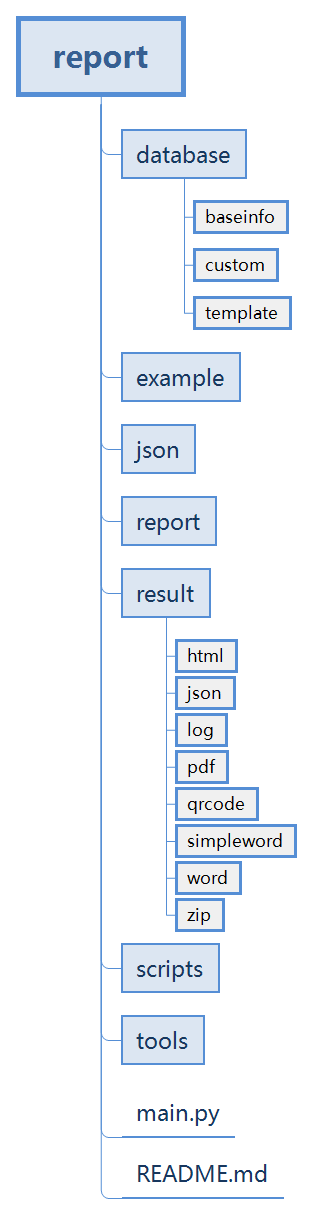 report
database
baseinfo
custom
template
example
json
report
result
html
json
log
pdf
qrcode
simpleword
word
zip
scripts
tools
main.py
README.md